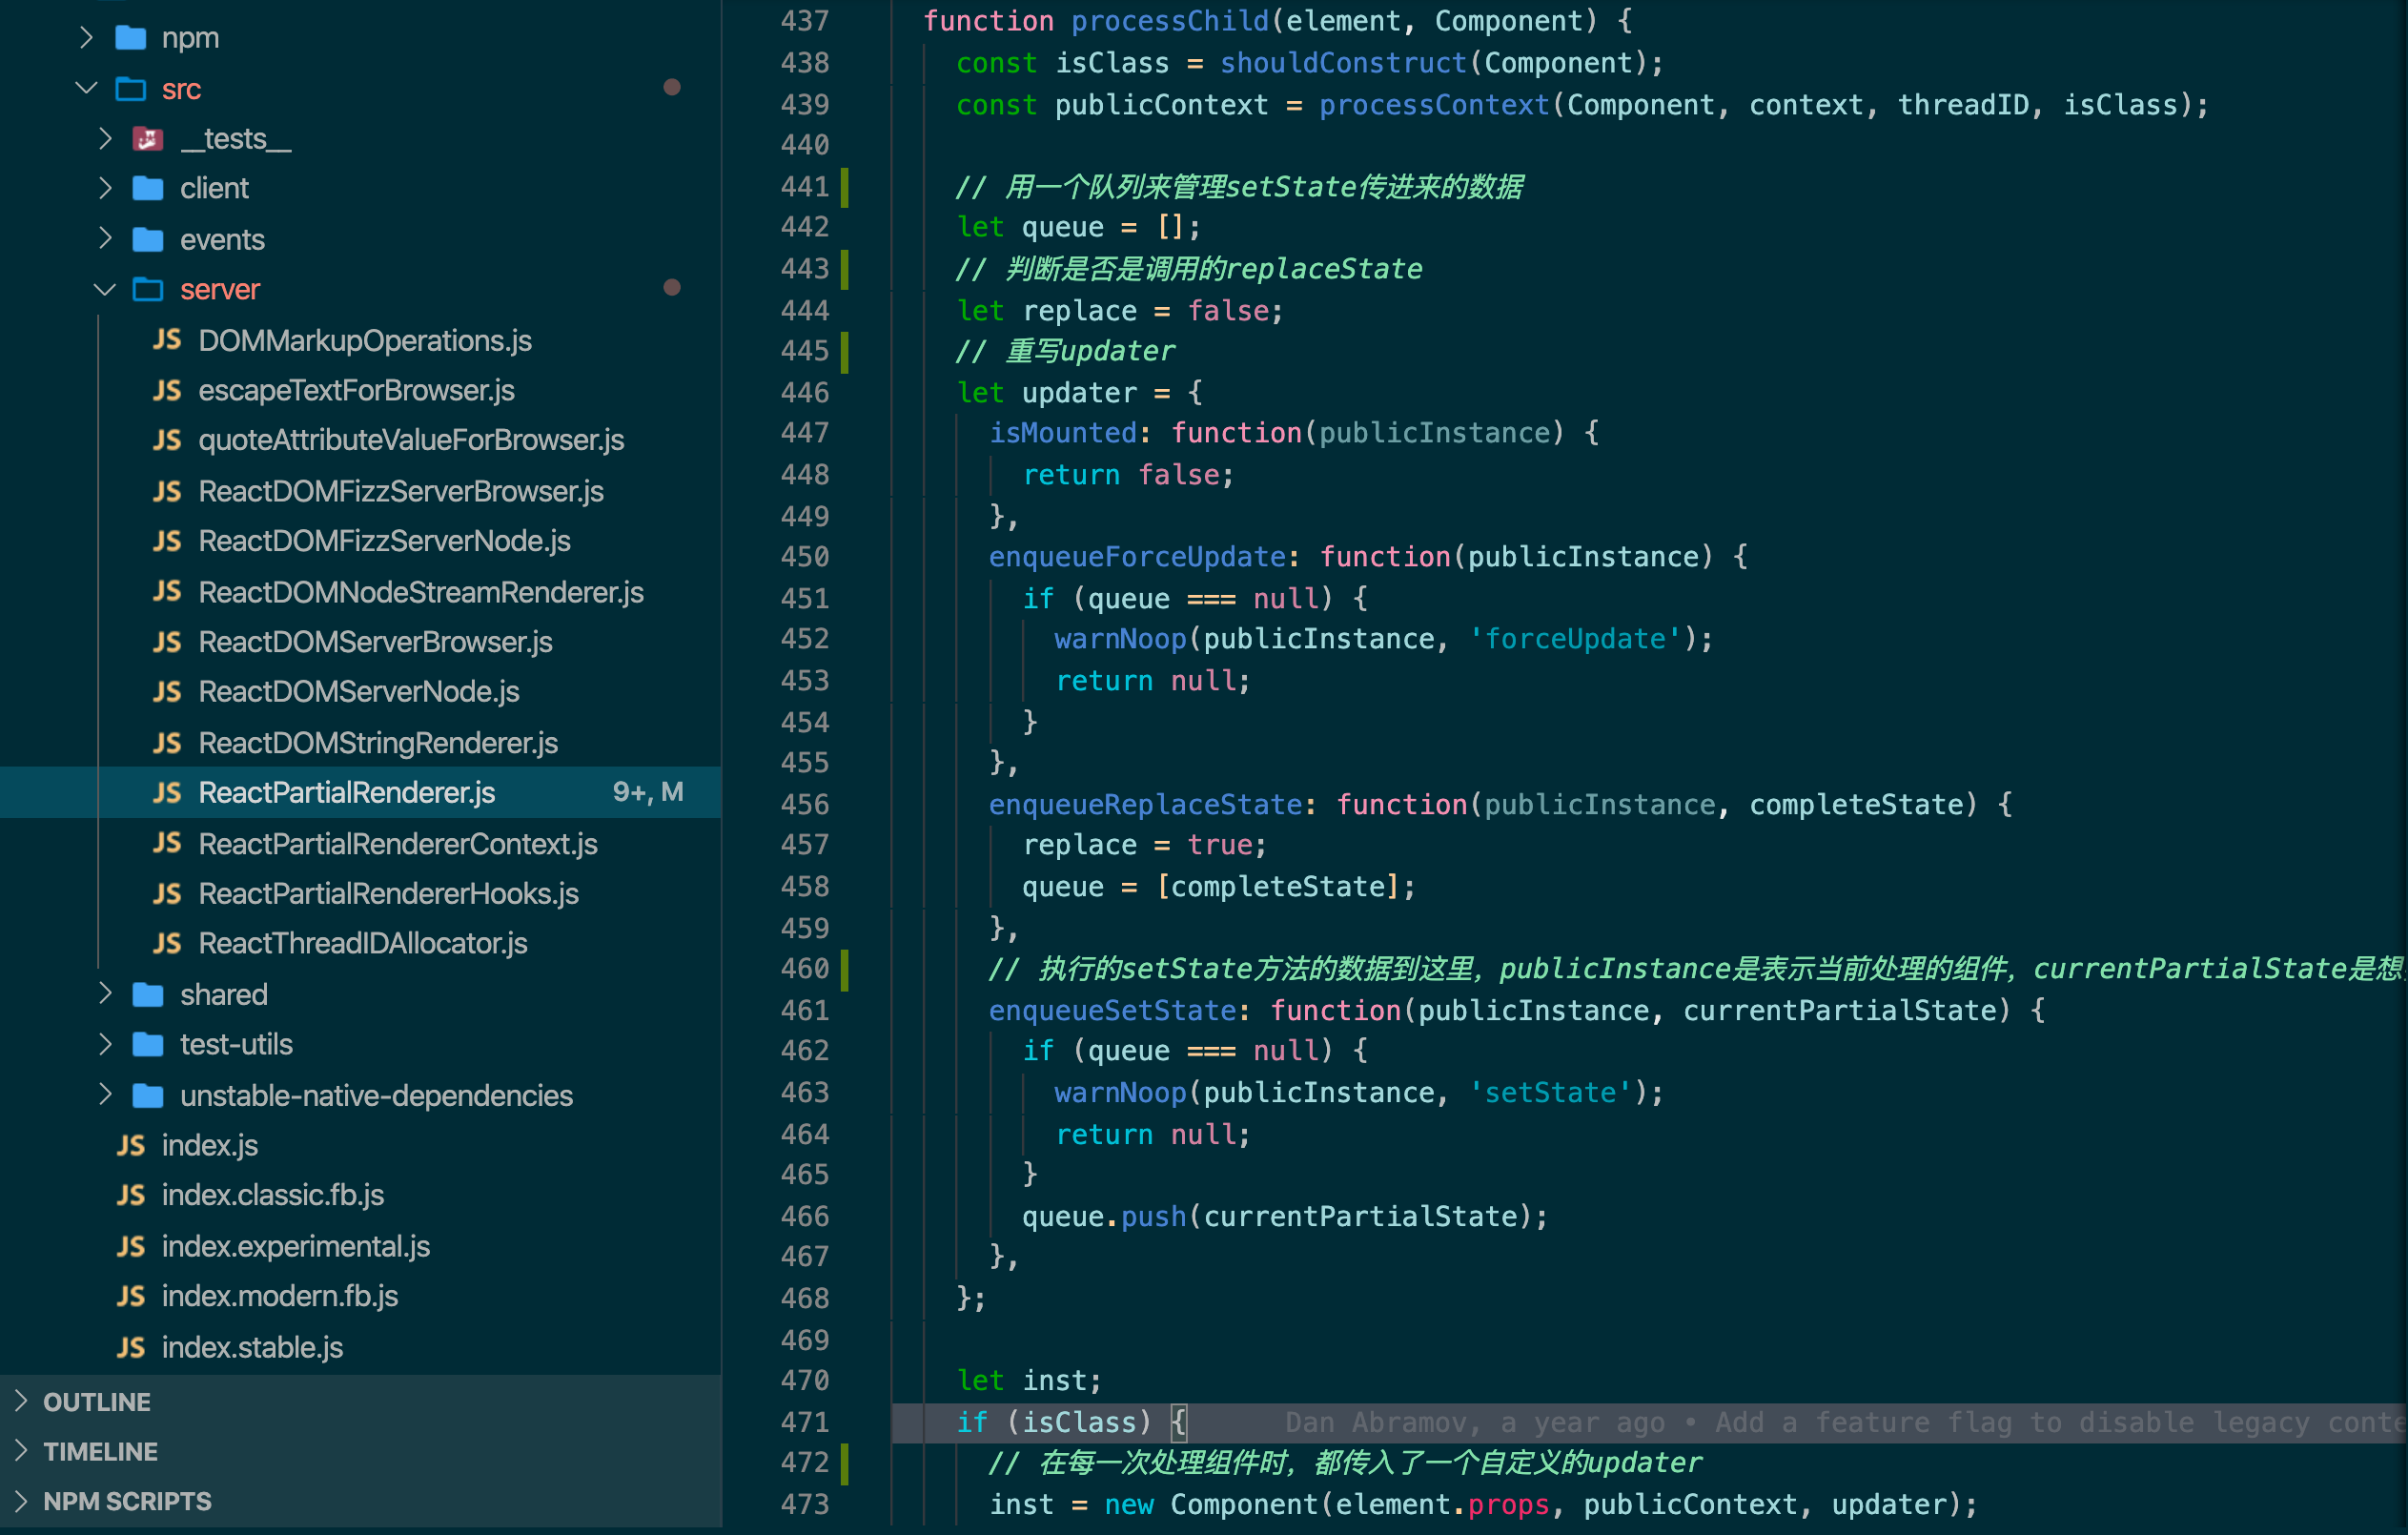 npm
src
__tests__
client
events
server
JS DOMMarkupOperations.js
JS escapeTextForBrowser.js
JS quoteAttributeValueForBrowser.js
JS ReactDOMFizzServerBrowser.js
JS ReactDOMFizzServerNode.js
JS ReactDOMNodeStreamRenderer.js
JS ReactDOMServerBrowser.js
JS ReactDOMServerNode.js
JS ReactDOMStringRenderer.js
JS ReactPartialRenderer.js 9+, M
JS ReactPartialRendererContext.js
JS ReactPartialRendererHooks.js
JS ReactThreadIDAllocator.js
shared
test-utils
unstable-native-dependencies
JS index.js
JS index.classic.fb.js
JS index.experimental.js
JS index.modern.fb.js
JS index.stable.js
OUTLINE
TIMELINE
NPM SCRIPTS
437 function processChild(element, Component) {
438 const isClass = shouldConstruct(Component);
439 const publicContext = processContext(Component, context, threadID, isClass);
440
441 // 用一个队列来管理setState传进来的数据
442 let queue = [];
443 // 判断是否是调用的replaceState
444 let replace = false;
445 // 重写updater
446 let updater = {
447 isMounted: function(publicInstance) {
448 return false;
449 },
450 enqueueForceUpdate: function(publicInstance) {
451 if (queue === null) {
452 warnNoop(publicInstance, 'forceUpdate');
453 return null;
454 }
455 },
456 enqueueReplaceState: function(publicInstance, completeState) {
457 replace = true;
458 queue = [completeState];
459 },
460 // 执行的setState方法的数据到这里，publicInstance是表示当前处理的组件，currentPartialState是想
461 enqueueSetState: function(publicInstance, currentPartialState) {
462 if (queue === null) {
463 warnNoop(publicInstance, 'setState');
464 return null;
465 }
466 queue.push(currentPartialState);
467 },
468 };
469
470 let inst;
471 if (isClass) { Dan Abramov, a year ago • Add a feature flag to disable legacy conte
472 // 在每一次处理组件时，都传入了一个自定义的updater
473 inst = new Component(element.props, publicContext, updater);